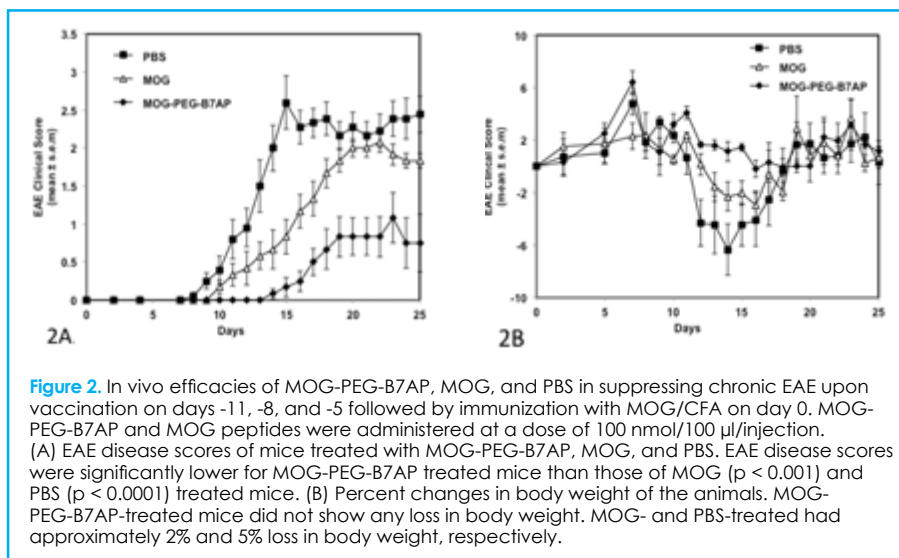 3.5
3
2.5
2
1.5
1
0.5
0
EAE Clinical Score
(mean ± s.e.m)
PBS
MOG
MOG-PEG-B7AP
0 5 10 15 20 25
Days
2A
10
6
2
-2
-6
-10
EAE Clinical Score
(mean ± s.e.m)
PBS
MOG
MOG-PEG-B7AP
0 5 10 15 20 25
Days
2B
Figure 2. In vivo efficacies of MOG-PEG-B7AP, MOG, and PBS in suppressing chronic EAE upon
vaccination on days -11, -8, and -5 followed by immunization with MOG/CFA on day 0. MOG-
PEG-B7AP and MOG peptides were administered at a dose of 100 nmol/100 µl/injection.
(A) EAE disease scores of mice treated with MOG-PEG-B7AP, MOG, and PBS. EAE disease scores
were significantly lower for MOG-PEG-B7AP treated mice than those of MOG (p < 0.001) and
PBS (p < 0.0001) treated mice. (B) Percent changes in body weight of the animals. MOG-
PEG-B7AP-treated mice did not show any loss in body weight. MOG- and PBS-treated had
approximately 2% and 5% loss in body weight, respectively.